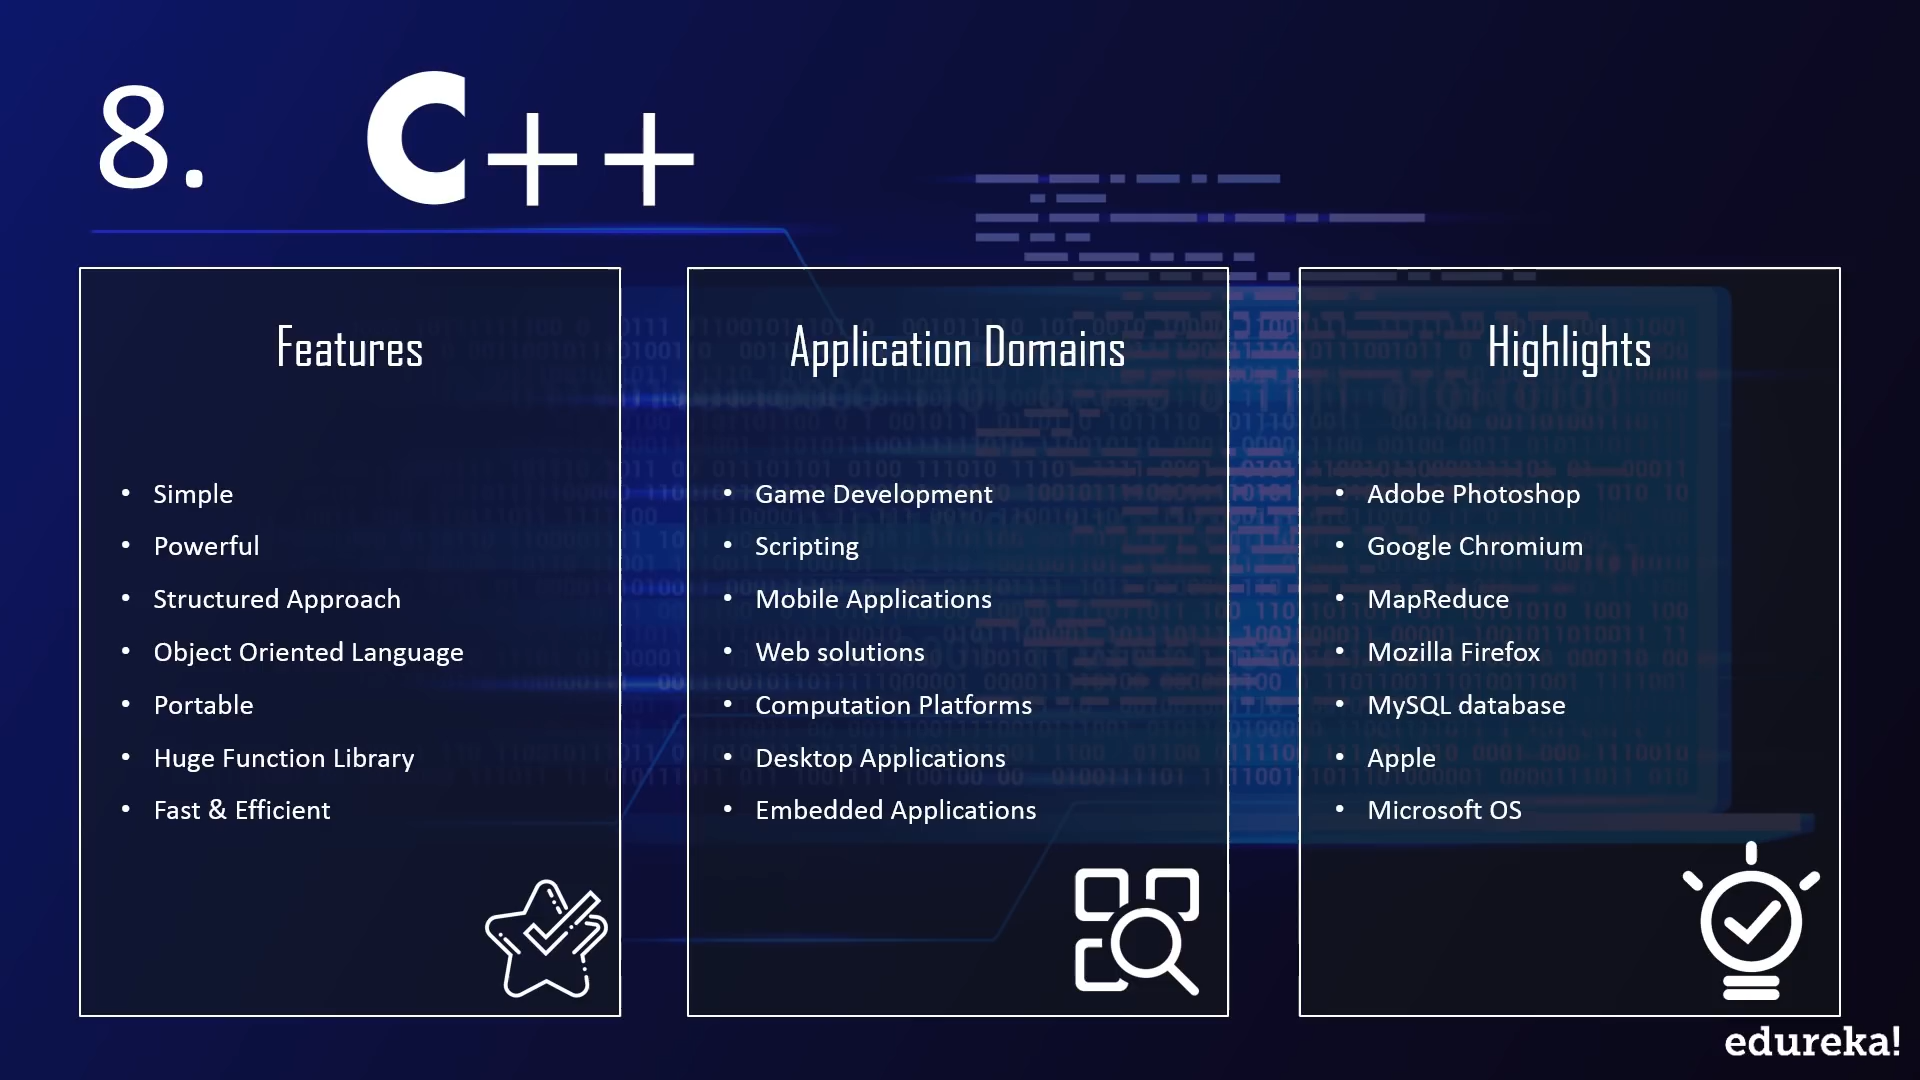 8. C++
Features
• Simple
• Powerful
• Structured Approach
• Object Oriented Language
• Portable
• Huge Function Library
• Fast & Efficient
Application Domains
• Game Development
• Scripting
• Mobile Applications
• Web solutions
• Computation Platforms
• Desktop Applications
• Embedded Applications
Highlights
• Adobe Photoshop
• Google Chromium
• MapReduce
• Mozilla Firefox
• MySQL database
• Apple
• Microsoft OS
edureka!